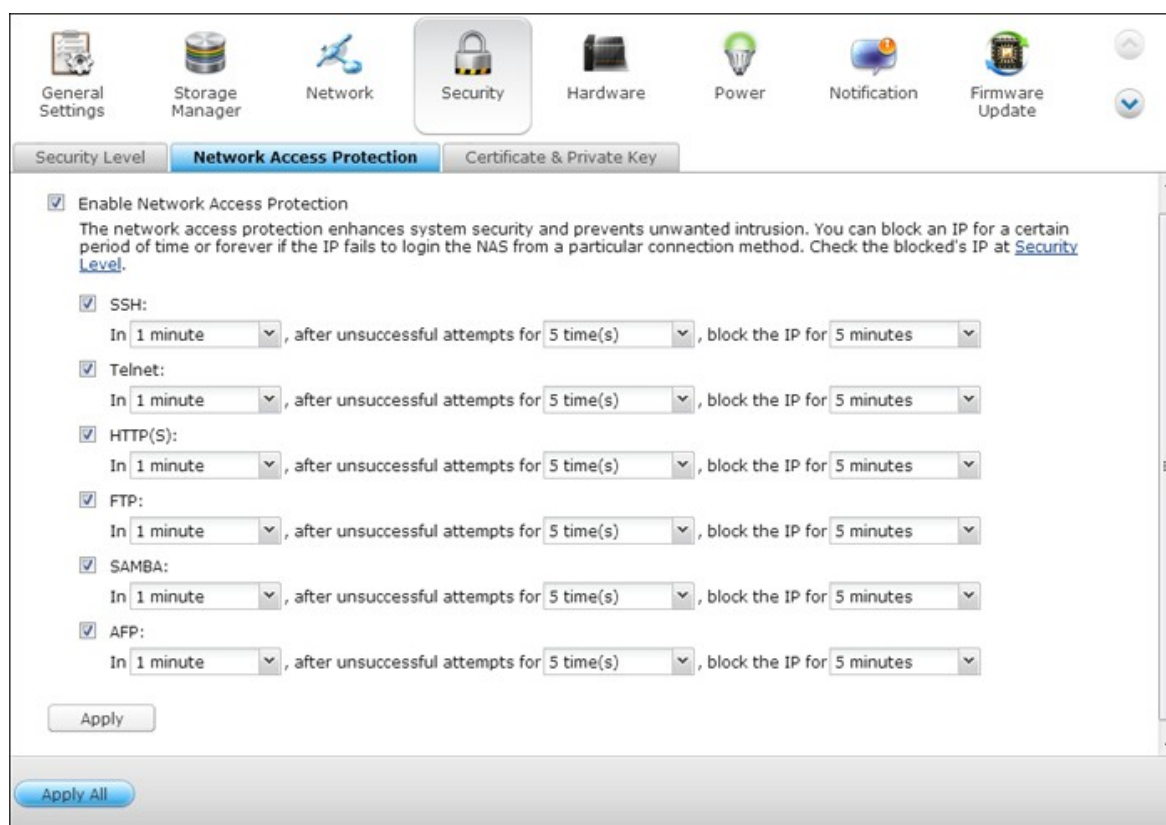 General Settings
Storage Manager
Network
Security
Hardware
Power
Notification
Firmware Update
Security Level
Network Access Protection
Certificate & Private Key
Enable Network Access Protection
The network access protection enhances system security and prevents unwanted intrusion. You can block an IP for a certain
period of time or forever if the IP fails to login the NAS from a particular connection method. Check the blocked's IP at Security
Level.
SSH:
In 1 minute , after unsuccessful attempts for 5 time(s) , block the IP for 5 minutes
Telnet:
In 1 minute , after unsuccessful attempts for 5 time(s) , block the IP for 5 minutes
HTTP(S):
In 1 minute , after unsuccessful attempts for 5 time(s) , block the IP for 5 minutes
FTP:
In 1 minute , after unsuccessful attempts for 5 time(s) , block the IP for 5 minutes
SAMBA:
In 1 minute , after unsuccessful attempts for 5 time(s) , block the IP for 5 minutes
AFP:
In 1 minute , after unsuccessful attempts for 5 time(s) , block the IP for 5 minutes
Apply
Apply All